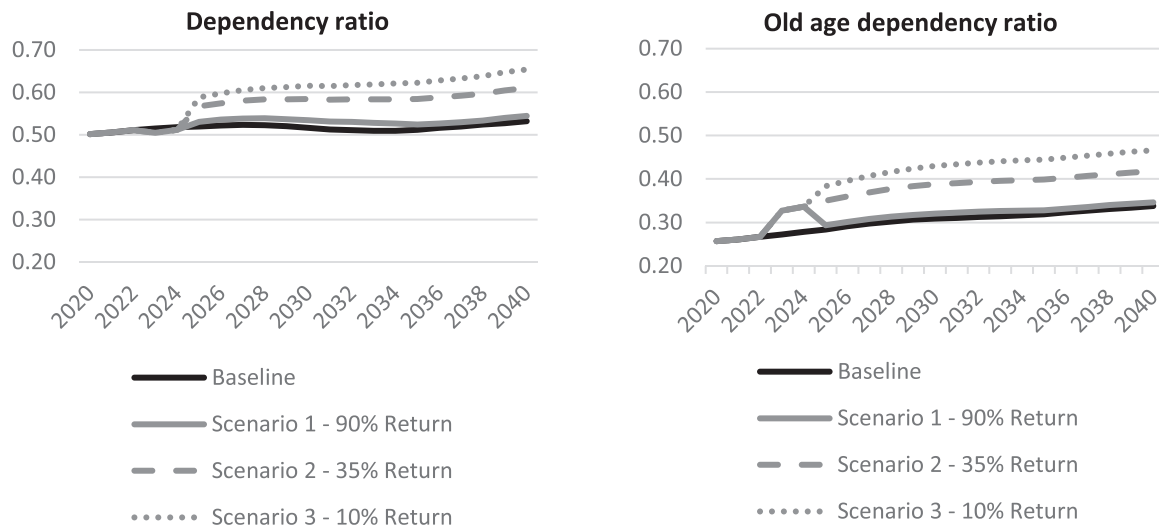 Dependency ratio
0.70
0.60
0.50
0.40
0.30
0.20
2020 2022 2024 2026 2028 2030 2032 2034 2036 2038 2040
Baseline
Scenario 1 - 90% Return
Scenario 2 - 35% Return
Scenario 3 - 10% Return
Old age dependency ratio
0.70
0.60
0.50
0.40
0.30
0.20
2020 2022 2024 2026 2028 2030 2032 2034 2036 2038 2040
Baseline
Scenario 1 - 90% Return
Scenario 2 - 35% Return
Scenario 3 - 10% Return